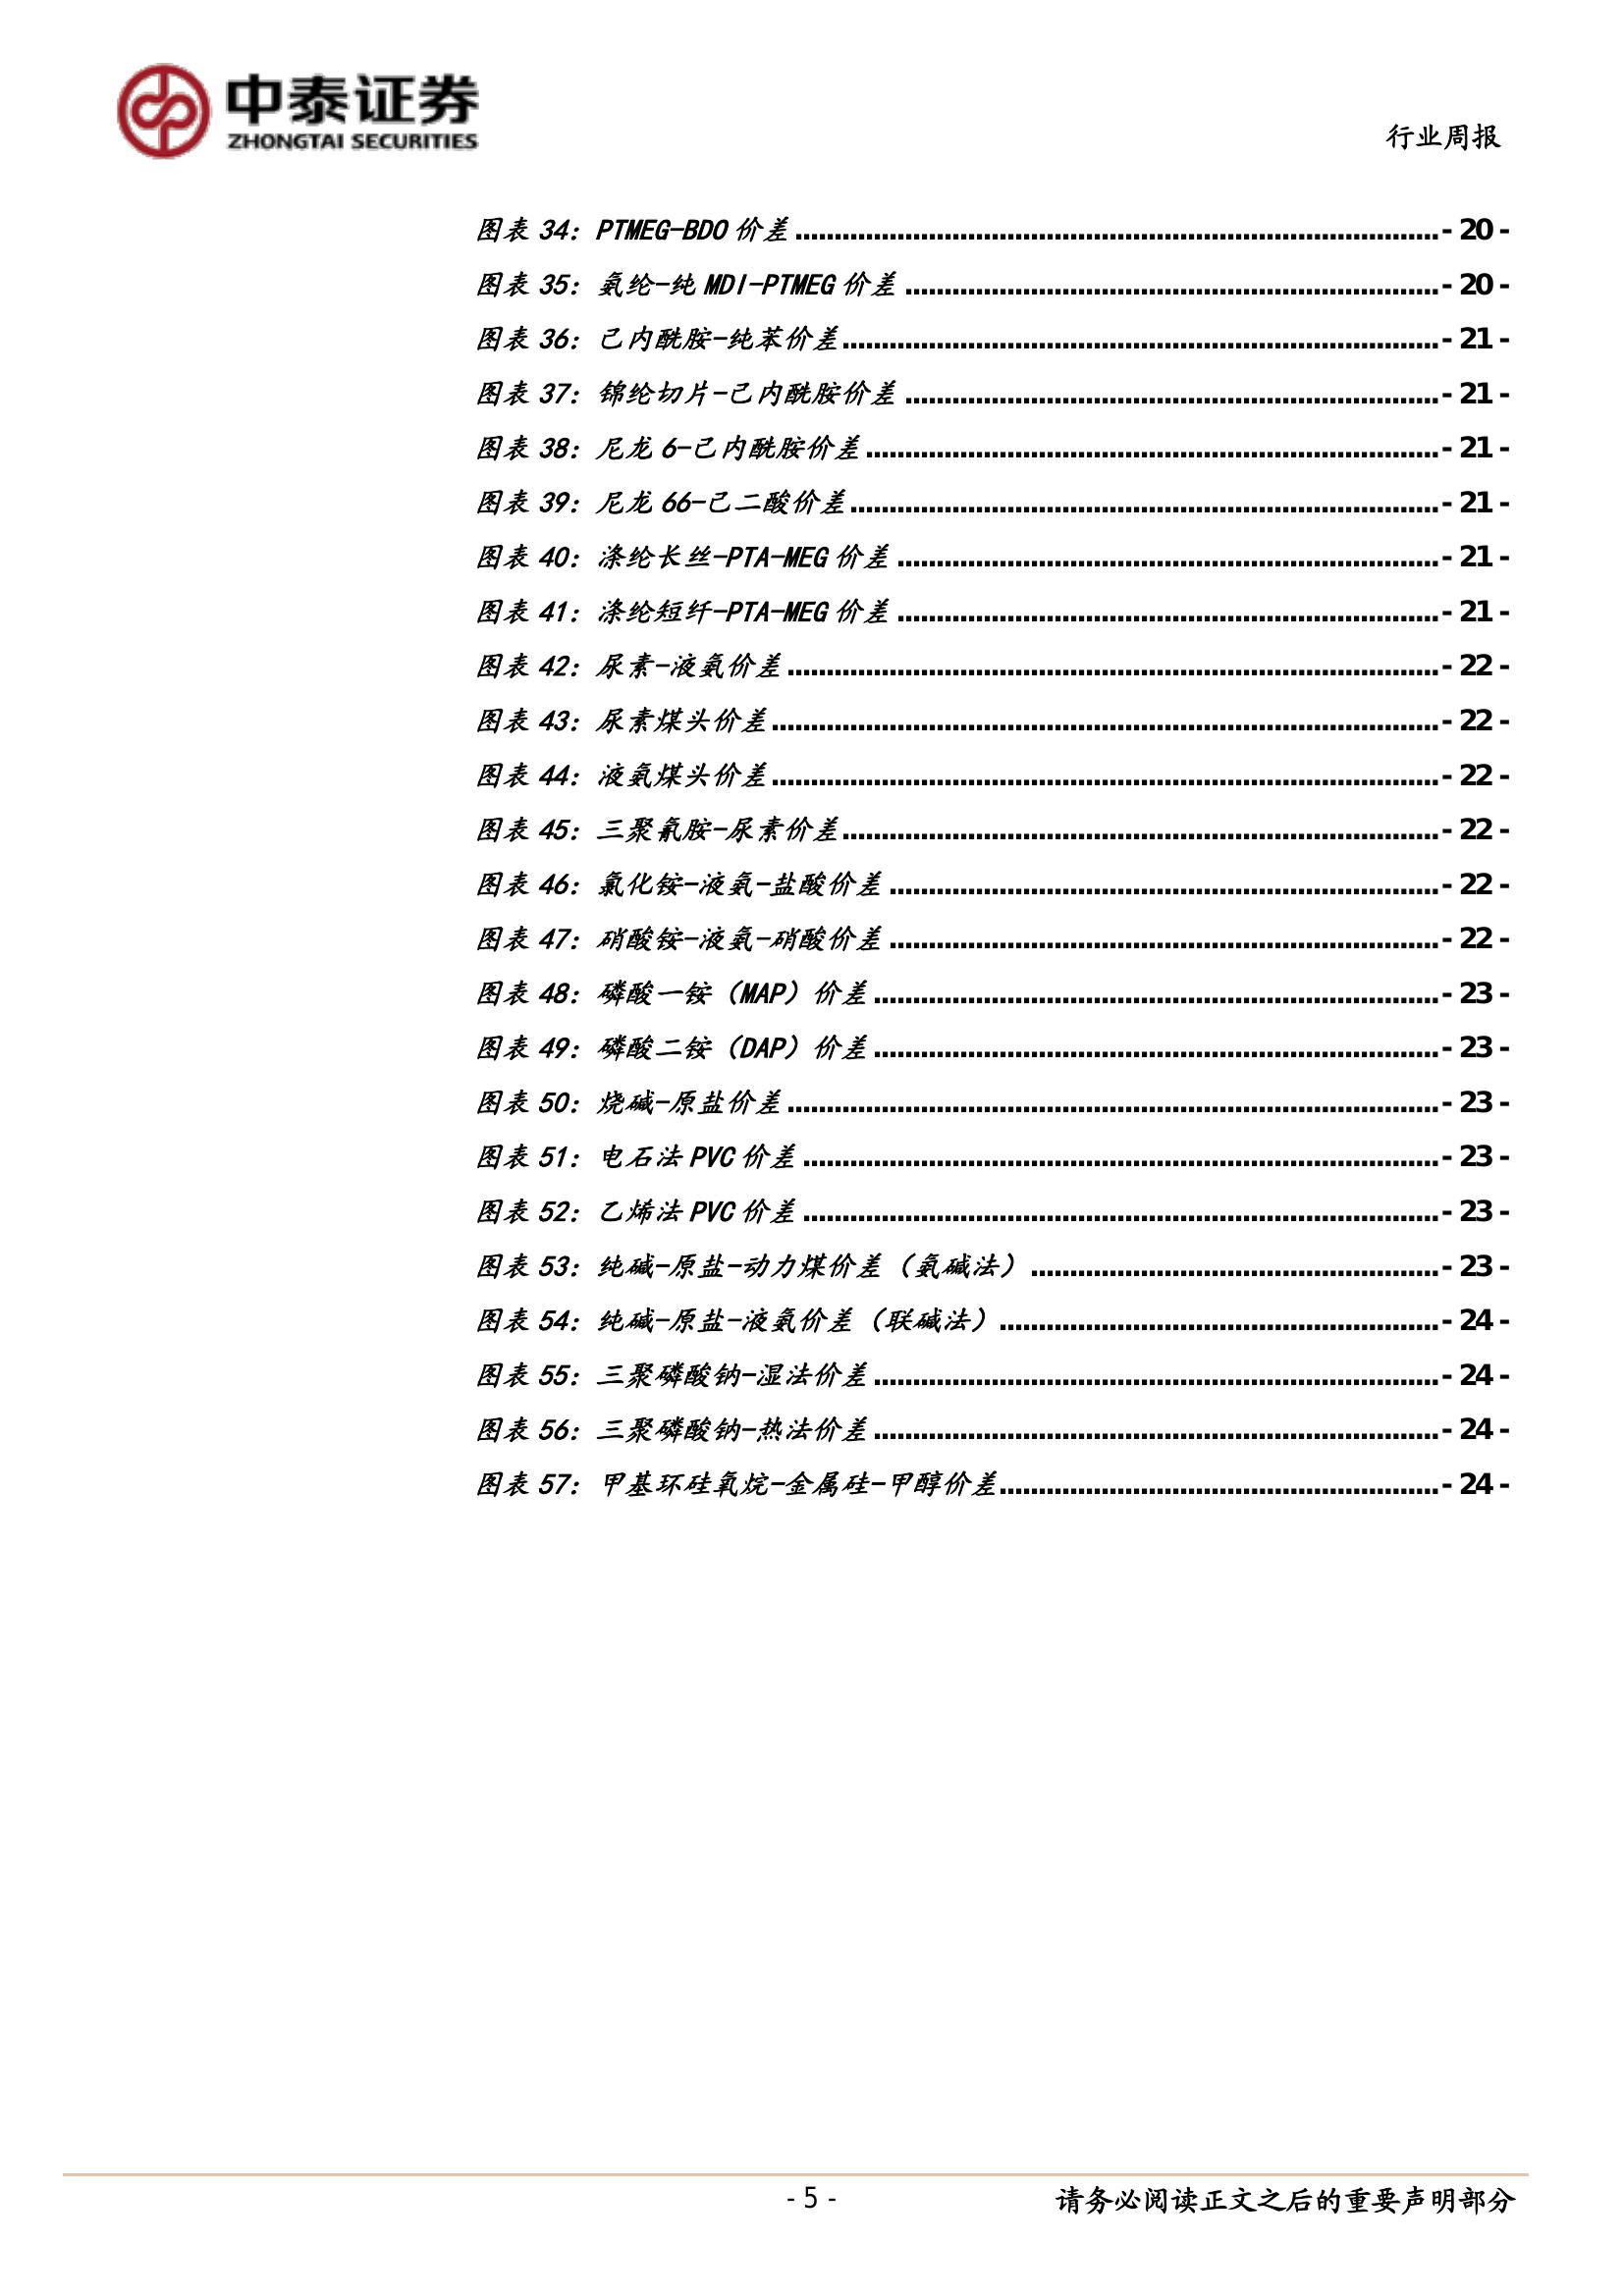 中泰证券
ZHONGTAI SECURITIES
行业周报
图表 34：PTMEG-BDO 价差 ........................................ - 20 -
图表 35：氨纶-纯 MDI-PTMEG 价差 ........................................ - 20 -
图表 36：己内酰胺-纯苯价差 ........................................ - 21 -
图表 37：锦纶切片-己内酰胺价差 ........................................ - 21 -
图表 38：尼龙 6-己内酰胺价差 ........................................ - 21 -
图表 39：尼龙 66-己二酸价差 ........................................ - 21 -
图表 40：涤纶长丝-PTA-MEG 价差 ........................................ - 21 -
图表 41：涤纶短纤-PTA-MEG 价差 ........................................ - 21 -
图表 42：尿素-液氨价差 ........................................ - 22 -
图表 43：尿素煤头价差 ........................................ - 22 -
图表 44：液氨煤头价差 ........................................ - 22 -
图表 45：三聚氰胺-尿素价差 ........................................ - 22 -
图表 46：氯化铵-液氨-盐酸价差 ........................................ - 22 -
图表 47：硝酸铵-液氨-硝酸价差 ........................................ - 22 -
图表 48：磷酸一铵（MAP）价差 ........................................ - 23 -
图表 49：磷酸二铵（DAP）价差 ........................................ - 23 -
图表 50：烧碱-原盐价差 ........................................ - 23 -
图表 51：电石法 PVC 价差 ........................................ - 23 -
图表 52：乙烯法 PVC 价差 ........................................ - 23 -
图表 53：纯碱-原盐-动力煤价差（氨碱法） ........................................ - 23 -
图表 54：纯碱-原盐-液氨价差（联碱法） ........................................ - 24 -
图表 55：三聚磷酸钠-湿法价差 ........................................ - 24 -
图表 56：三聚磷酸钠-热法价差 ........................................ - 24 -
图表 57：甲基环硅氧烷-金属硅-甲醇价差 ........................................ - 24 -
- 5 -
请务必阅读正文之后的重要声明部分